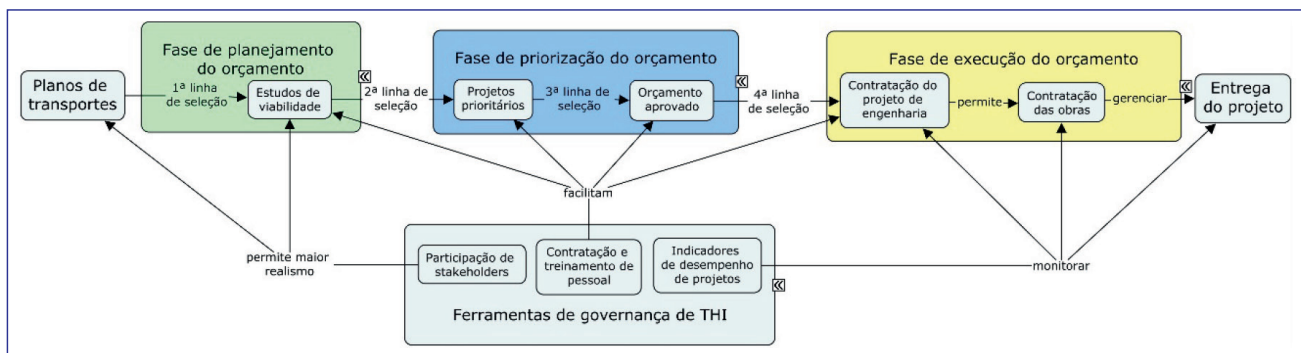 Fase de planejamento
do orçamento
Planos de
transportes
1ª linha
de seleção
Estudos de
viabilidade
2ª linha
de seleção
Fase de priorização do orçamento
Projetos
prioritários
3ª linha
de seleção
Orçamento
aprovado
4ª linha
de seleção
Fase de execução do orçamento
Contratação do
projeto de
engenharia
permite
Contratação
das obras
gerenciar
Entrega
do projeto
facilitam
permite maior
realismo
Participação de
stakeholders
Contratação e
treinamento de
pessoal
Indicadores
de desempenho
de projetos
monitorar
Ferramentas de governança de THI